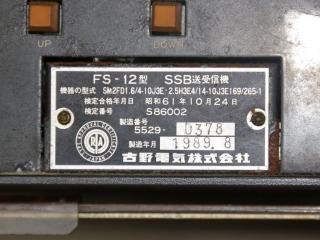 UP
DOWN
FS-12型 SSB送受信機
機器の型式 SM2FD1.6/4-10J3E・2.5H3E4/14-10J3E169/265-1
検定合格年月日 昭和61年10月24日
検定番号 S86002
製造番号
5529- 0378
製造年月 1989.8
古野電気株式会社
JAPAN